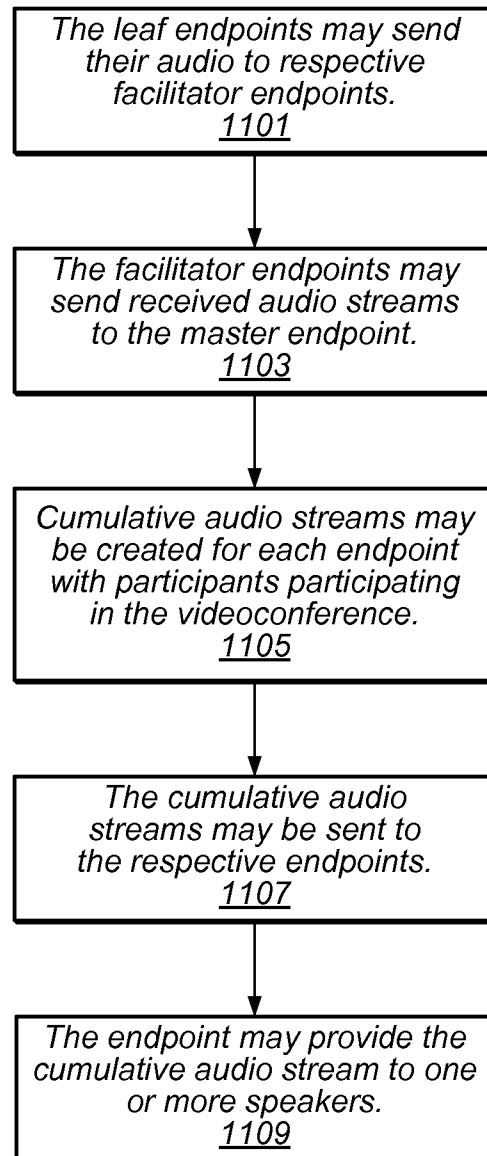 The leaf endpoints may send
their audio to respective
facilitator endpoints.
1101
The facilitator endpoints may
send received audio streams
to the master endpoint.
1103
Cumulative audio streams may
be created for each endpoint
with participants participating
in the videoconference.
1105
The cumulative audio
streams may be sent to
the respective endpoints.
1107
The endpoint may provide the
cumulative audio stream to one
or more speakers.
1109